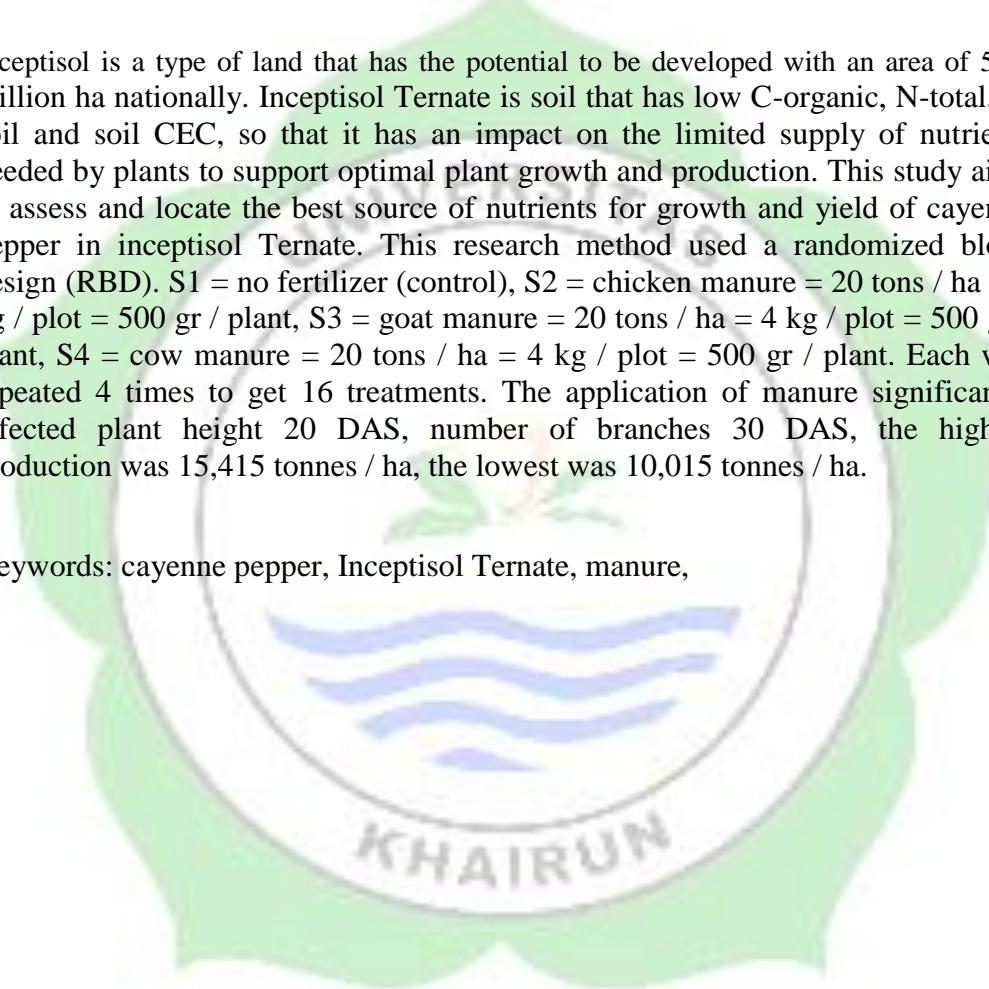 ceptisol is a type of land that has the potential to be developed with an area of 5
illion ha nationally. Inceptisol Ternate is soil that has low C-organic, N-total.
oil and soil CEC, so that it has an impact on the limited supply of nutrie
eeded by plants to support optimal plant growth and production. This study ai
assess and locate the best source of nutrients for growth and yield of cayen
epper in inceptisol Ternate. This research method used a randomized blo
esign (RBD). S1 = no fertilizer (control), S2 = chicken manure = 20 tons / ha
g / plot = 500 gr / plant, S3 = goat manure = 20 tons / ha = 4 kg / plot = 500
ant, S4 = cow manure = 20 tons / ha = 4 kg / plot = 500 gr / plant. Each w
peated 4 times to get 16 treatments. The application of manure significan
fected plant height 20 DAS, number of branches 30 DAS, the high
roduction was 15,415 tonnes / ha, the lowest was 10,015 tonnes / ha.
eywords: cayenne pepper, Inceptisol Ternate, manure,
UNIVERSITAS
KHAIRUN